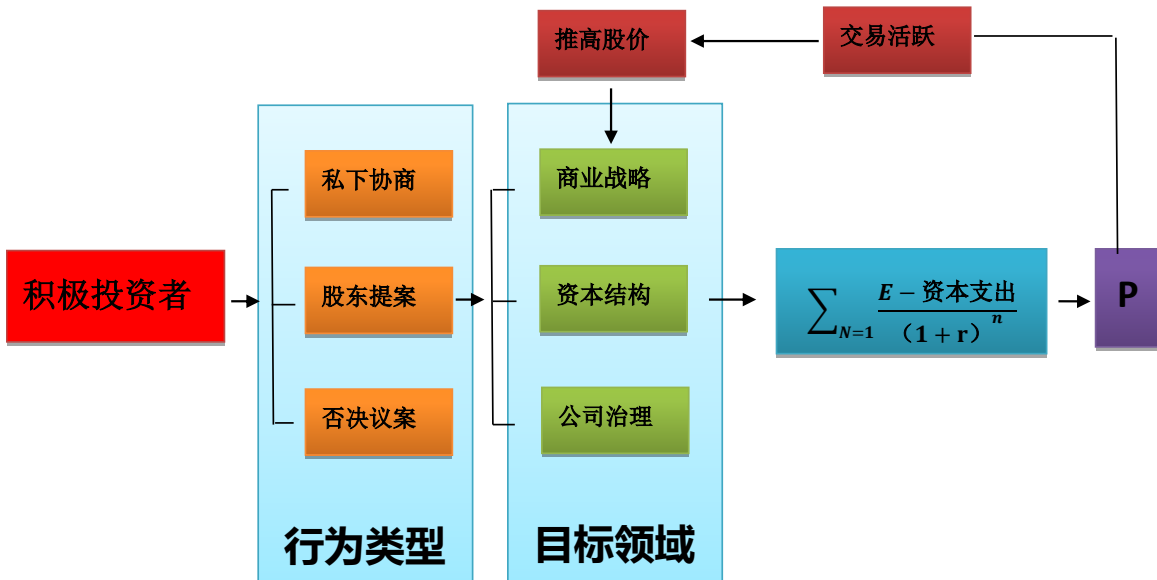 推高股价
交易活跃
积极投资者
私下协商
股东提案
否决议案
行为类型
商业战略
资本结构
公司治理
目标领域
∑_{N=1} \frac{E − 资本支出}{（1 + r）^n}
P